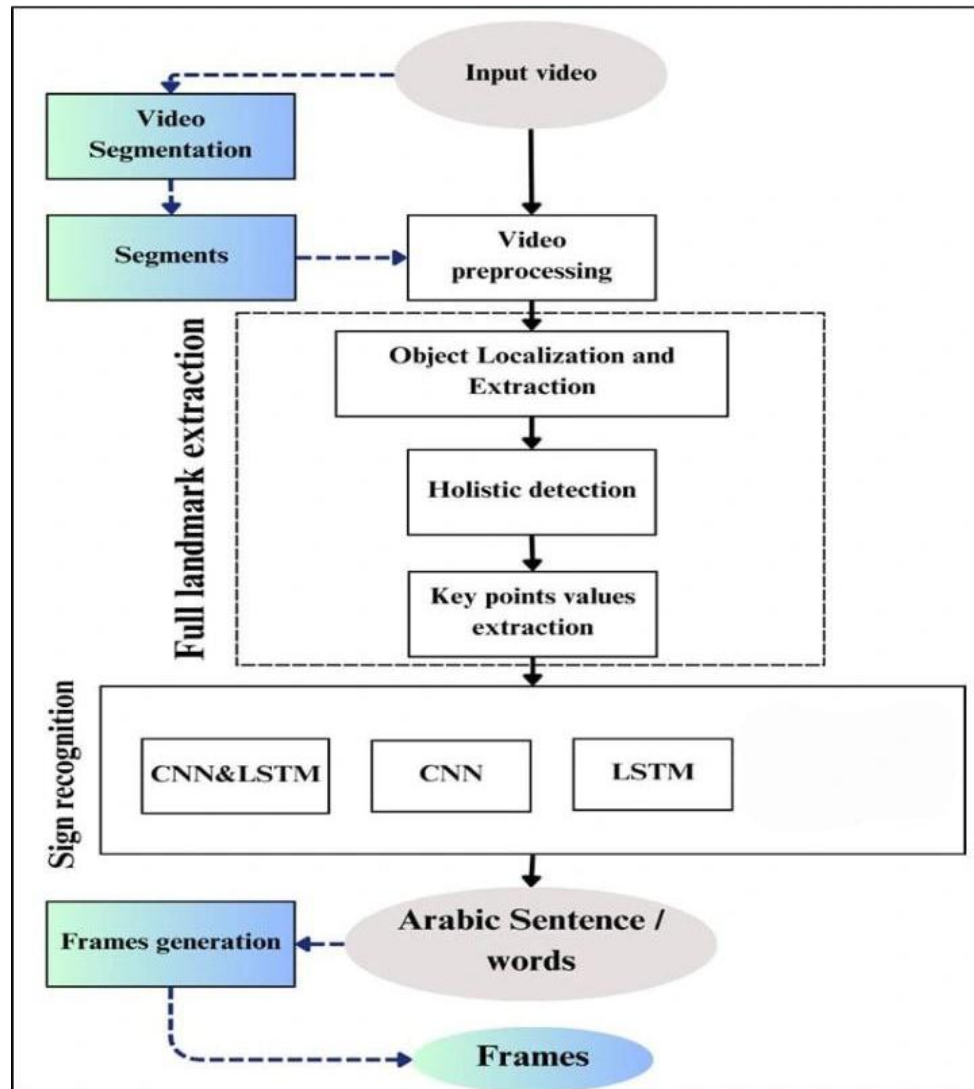 Input video
Video
Segmentation
Segments
Video
preprocessing
Full landmark extraction
Object Localization and
Extraction
Holistic detection
Key points values
extraction
Sign recognition
CNN&LSTM
CNN
LSTM
Arabic Sentence /
words
Frames generation
Frames